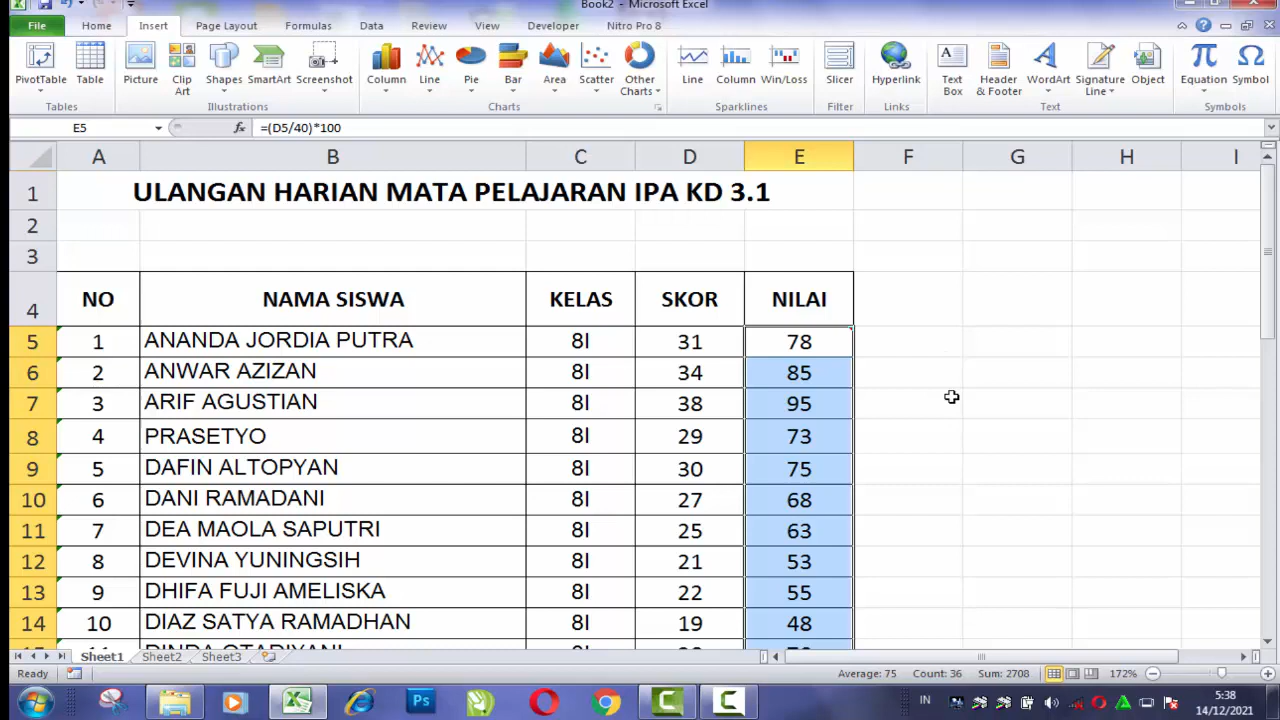 Book2 - Microsoft Excel
File Home Insert Page Layout Formulas Data Review View Developer Nitro Pro 8
PivotTable Table Picture Clip Art Shapes SmartArt Screenshot Column Line Pie Bar Area Scatter Other Charts Line Column Win/Loss Slicer Hyperlink Text Box Header & Footer WordArt Signature Line Object Equation Symbol
Tables Illustrations Charts Sparklines Filter Links Text Symbols
E5 fx =(D5/40)*100
A B C D E F G H I
1 ULANGAN HARIAN MATA PELAJARAN IPA KD 3.1
2
3
4 NO NAMA SISWA KELAS SKOR NILAI
5 1 ANANDA JORDIA PUTRA 8I 31 78
6 2 ANWAR AZIZAN 8I 34 85
7 3 ARIF AGUSTIAN 8I 38 95
8 4 PRASETYO 8I 29 73
9 5 DAFIN ALTOPYAN 8I 30 75
10 6 DANI RAMADANI 8I 27 68
11 7 DEA MAOLA SAPUTRI 8I 25 63
12 8 DEVINA YUNINGSIH 8I 21 53
13 9 DHIFA FUJI AMELISKA 8I 22 55
14 10 DIAZ SATYA RAMADHAN 8I 19 48
Sheet1 Sheet2 Sheet3
Ready Average: 75 Count: 36 Sum: 2708 172%
Ps IN 5:38
14/12/2021